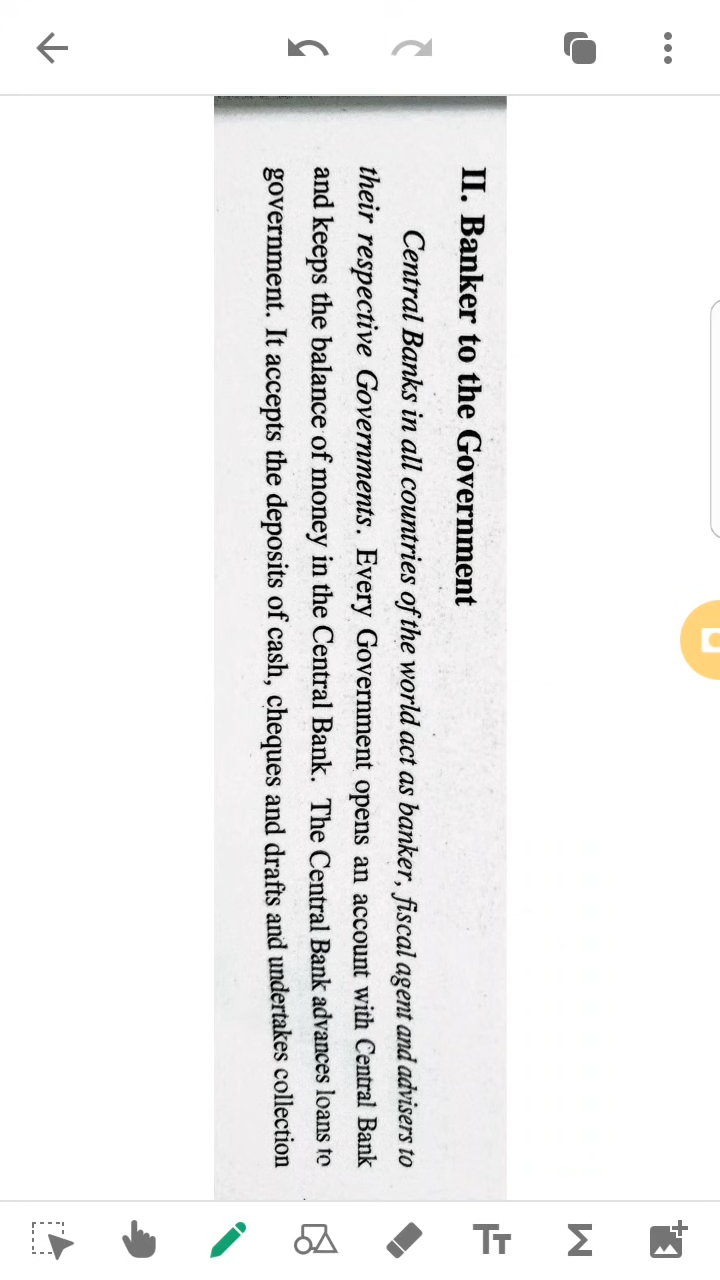 II. Banker to the Government
Central Banks in all countries of the world act as banker, fiscal agent and advisers to
their respective Governments. Every Government opens an account with Central Bank
and keeps the balance of money in the Central Bank. The Central Bank advances loans to
government. It accepts the deposits of cash, cheques and drafts and undertakes collection
TT
Σ